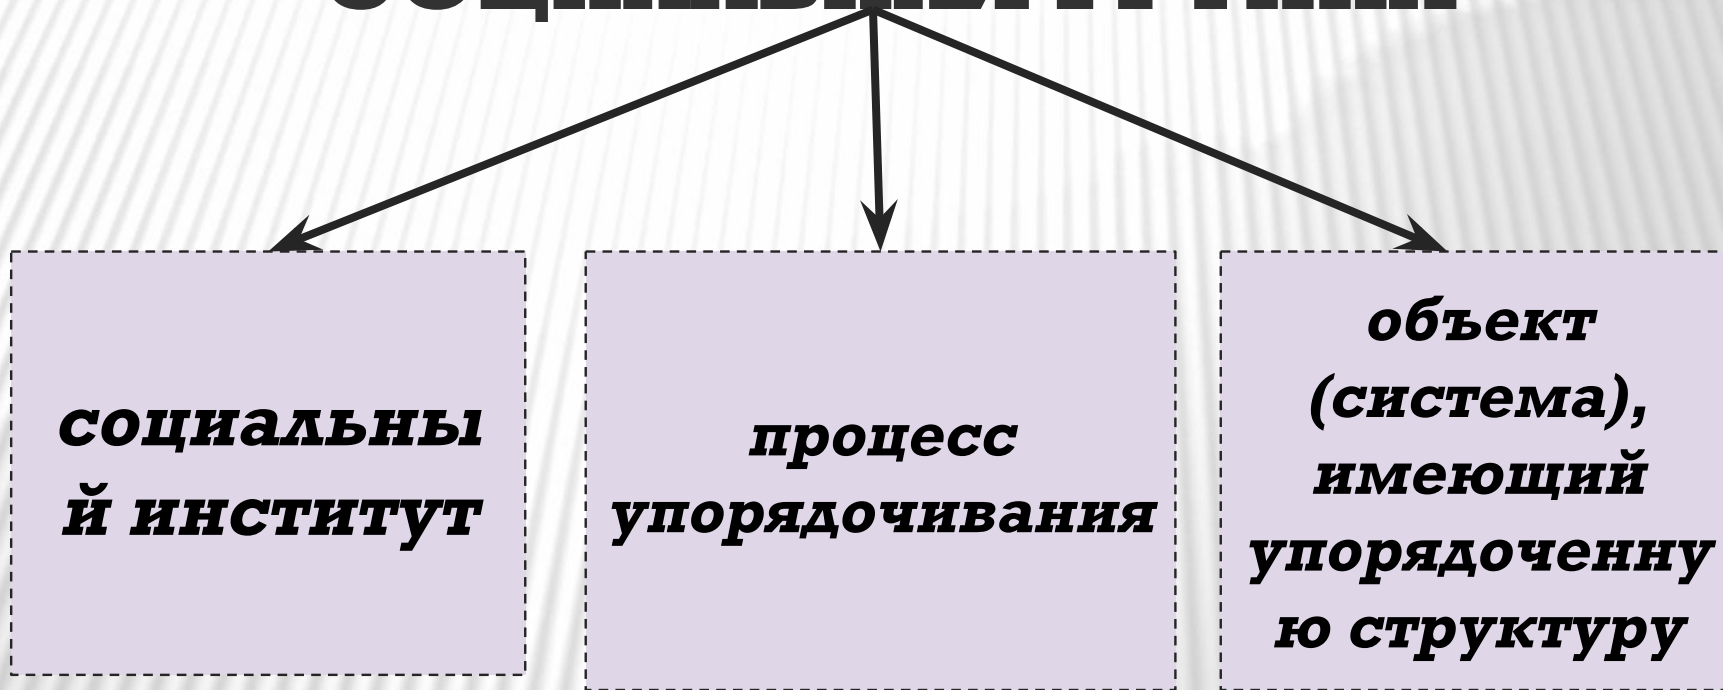 социальны
й институт
процесс
упорядочивания
объект
(система),
имеющий
упорядоченну
ю структуру